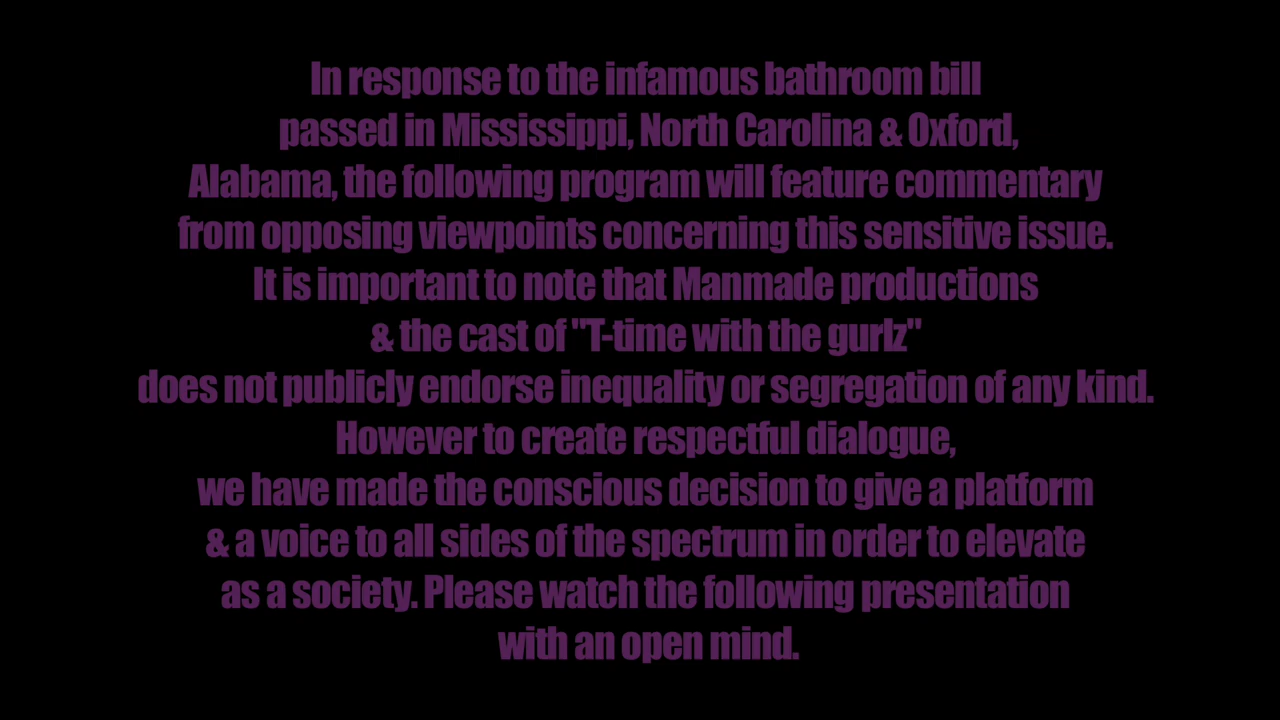 In response to the infamous bathroom bill
passed in Mississippi, North Carolina & Oxford,
Alabama, the following program will feature commentary
from opposing viewpoints concerning this sensitive issue.
It is important to note that Manmade productions
& the cast of "T-time with the gurlz"
does not publicly endorse inequality or segregation of any kind.
However to create respectful dialogue,
we have made the conscious decision to give a platform
& a voice to all sides of the spectrum in order to elevate
as a society. Please watch the following presentation
with an open mind.